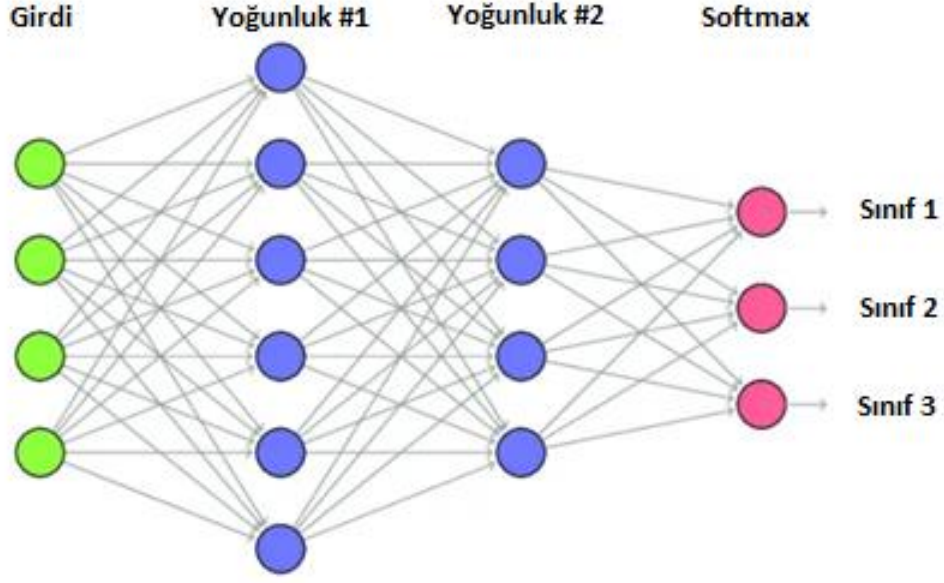 Girdi
Yoğunluk #1
Yoğunluk #2
Softmax
Sınıf 1
Sınıf 2
Sınıf 3